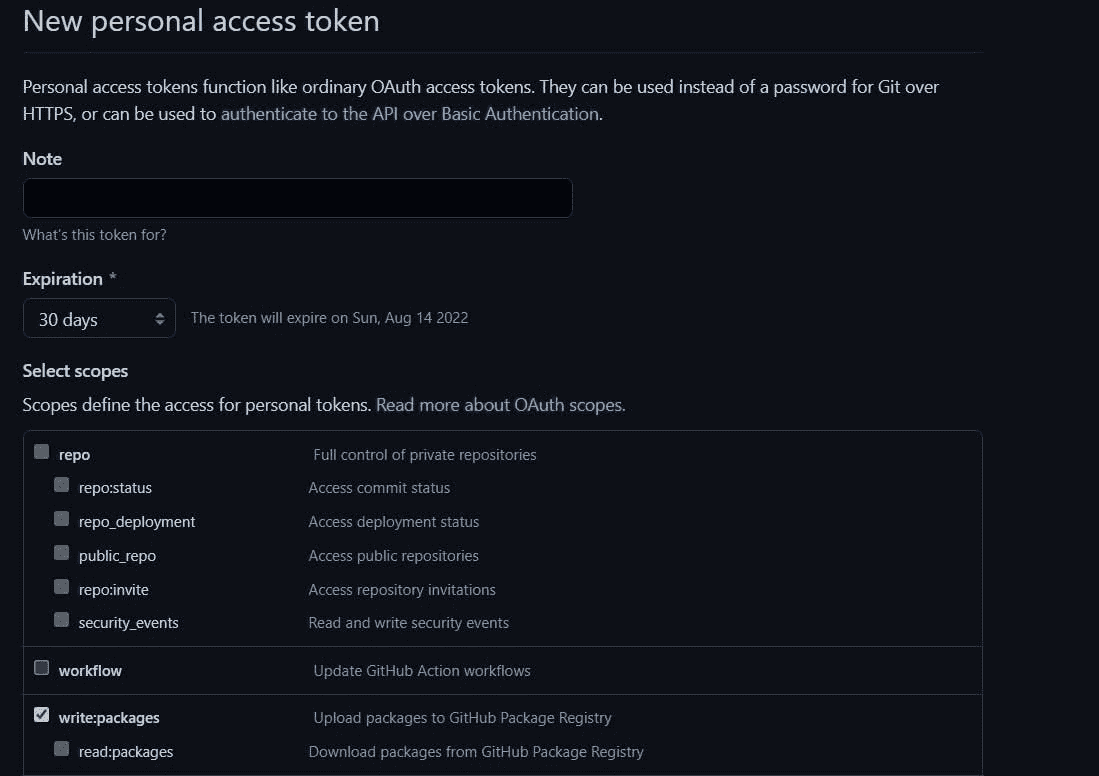 New personal access token
Personal access tokens function like ordinary OAuth access tokens. They can be used instead of a password for Git over
HTTPS, or can be used to authenticate to the API over Basic Authentication.
Note
What's this token for?
Expiration *
30 days The token will expire on Sun, Aug 14 2022
Select scopes
Scopes define the access for personal tokens. Read more about OAuth scopes.
repo Full control of private repositories
repo:status Access commit status
repo_deployment Access deployment status
public_repo Access public repositories
repo:invite Access repository invitations
security_events Read and write security events
workflow Update GitHub Action workflows
write:packages Upload packages to GitHub Package Registry
read:packages Download packages from GitHub Package Registry